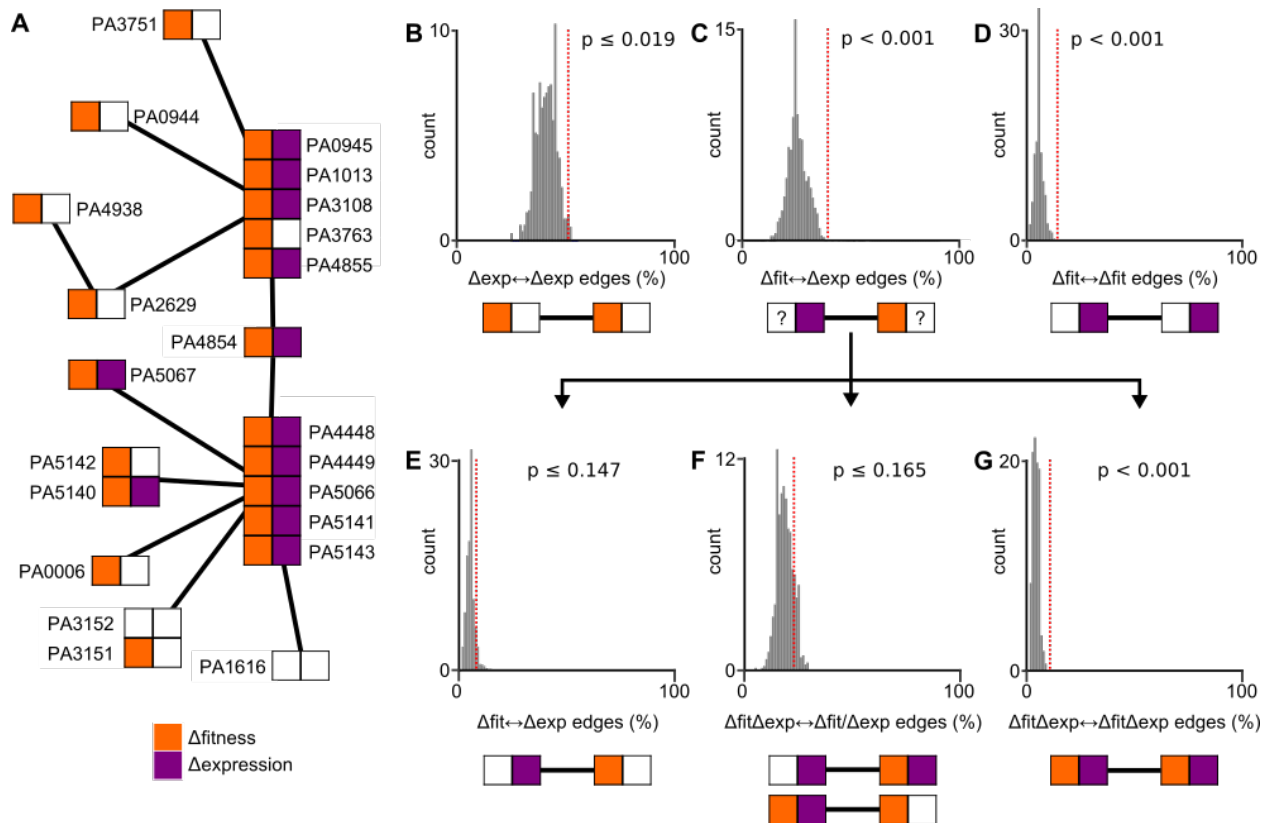 A
PA3751
PA0944
PA4938
PA2629
PA0945
PA1013
PA3108
PA3763
PA4855
PA4854
PA5067
PA5142
PA5140
PA4448
PA4449
PA5066
PA5141
PA5143
PA0006
PA3152
PA3151
PA1616
Δfitness
Δexpression
B
10
p ≤ 0.019
count
0
100
Δexp↔Δexp edges (%)
C
15
p < 0.001
count
0
0
100
Δfit↔Δexp edges (%)
? ?
D
30
p < 0.001
count
0
0
100
Δfit↔Δfit edges (%)
E
30
p ≤ 0.147
count
0
0
100
Δfit↔Δexp edges (%)
F
12
p ≤ 0.165
count
0
0
100
ΔfitΔexp↔Δfit/Δexp edges (%)
G
20
p < 0.001
count
0
0
100
ΔfitΔexp↔ΔfitΔexp edges (%)